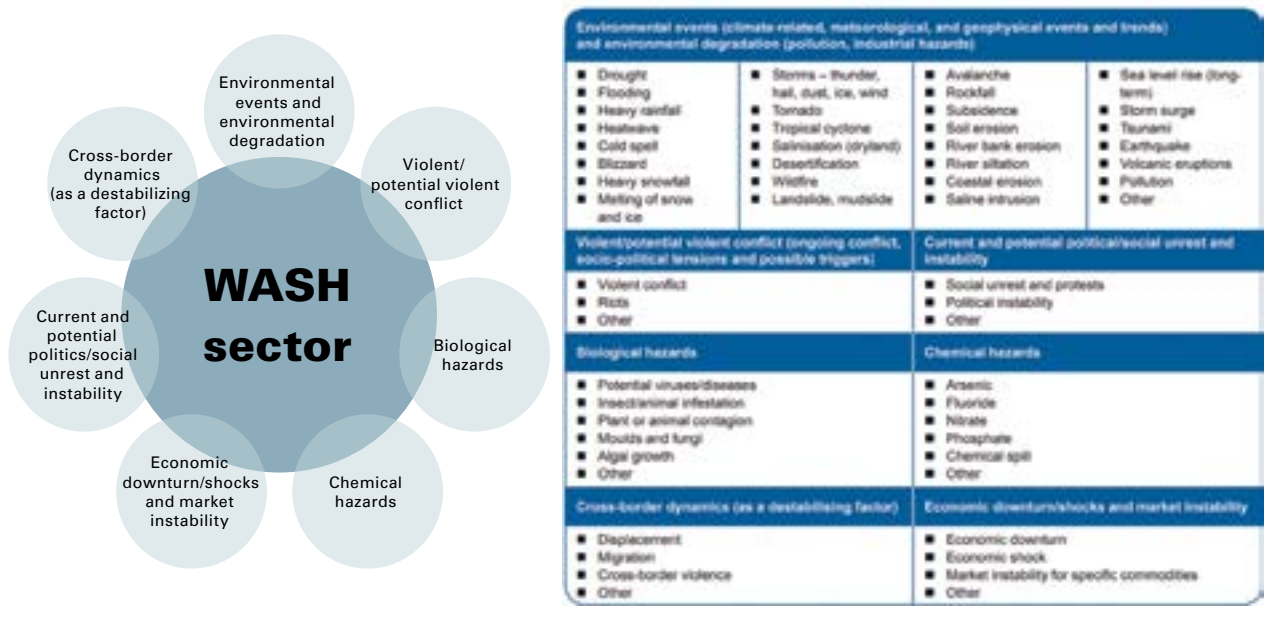 Environmental
events and
environmental
degradation
Cross-border
dynamics
(as a destabilizing
factor)
Violent/
potential violent
conflict
WASH
sector
Current and
potential
politics/social
unrest and
instability
Biological
hazards
Economic
downturn/shocks
and market
instability
Chemical
hazards
Environmental events (climate-related, meteorological, and geophysical events and trends)
and environmental degradation (pollution, industrial hazards)
■ Drought
■ Flooding
■ Heavy rainfall
■ Heatwave
■ Cold spell
■ Blizzard
■ Heavy snowfall
■ Melting of snow
and ice
■ Storms – thunder,
hail, dust, ice, wind
■ Tornado
■ Tropical cyclone
■ Salinisation (dryland)
■ Desertification
■ Wildfire
■ Landslide, mudslide
■ Avalanche
■ Rockfall
■ Subsidence
■ Soil erosion
■ River bank erosion
■ River siltation
■ Coastal erosion
■ Saline intrusion
■ Sea level rise (long-
term)
■ Storm surge
■ Tsunami
■ Earthquake
■ Volcanic eruptions
■ Pollution
■ Other
Violent/potential violent conflict (ongoing conflict,
socio-political tensions and possible triggers)
■ Violent conflict
■ Riots
■ Other
Current and potential political/social unrest and
instability
■ Social unrest and protests
■ Political instability
■ Other
Biological hazards
■ Potential viruses/diseases
■ Insect/animal infestation
■ Plant or animal contagion
■ Moulds and fungi
■ Algal growth
■ Other
Chemical hazards
■ Arsenic
■ Fluoride
■ Nitrate
■ Phosphate
■ Chemical spill
■ Other
Cross-border dynamics (as a destabilising factor)
■ Displacement
■ Migration
■ Cross-border violence
■ Other
Economic downturn/shocks and market instability
■ Economic downturn
■ Economic shock
■ Market instability for specific commodities
■ Other